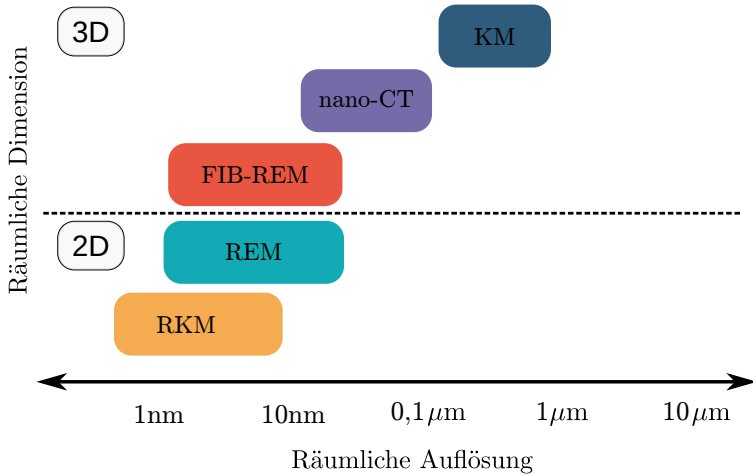 3D
KM
nano-CT
FIB-REM
Räumliche Dimension
2D
REM
RKM
1nm 10nm 0,1μm 1μm 10μm
Räumliche Auflösung